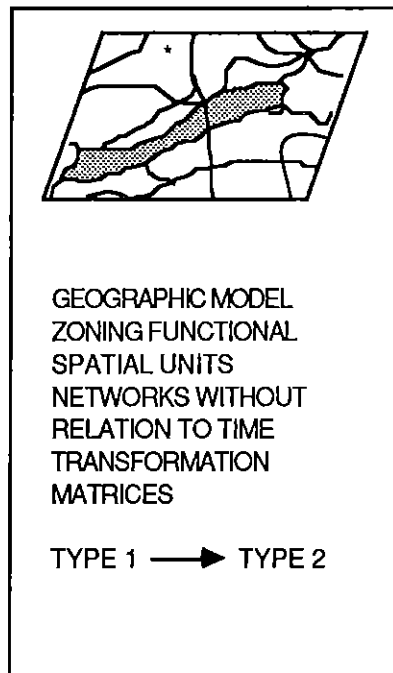 *
GEOGRAPHIC MODEL
ZONING FUNCTIONAL
SPATIAL UNITS
NETWORKS WITHOUT
RELATION TO TIME
TRANSFORMATION
MATRICES
TYPE 1 → TYPE 2